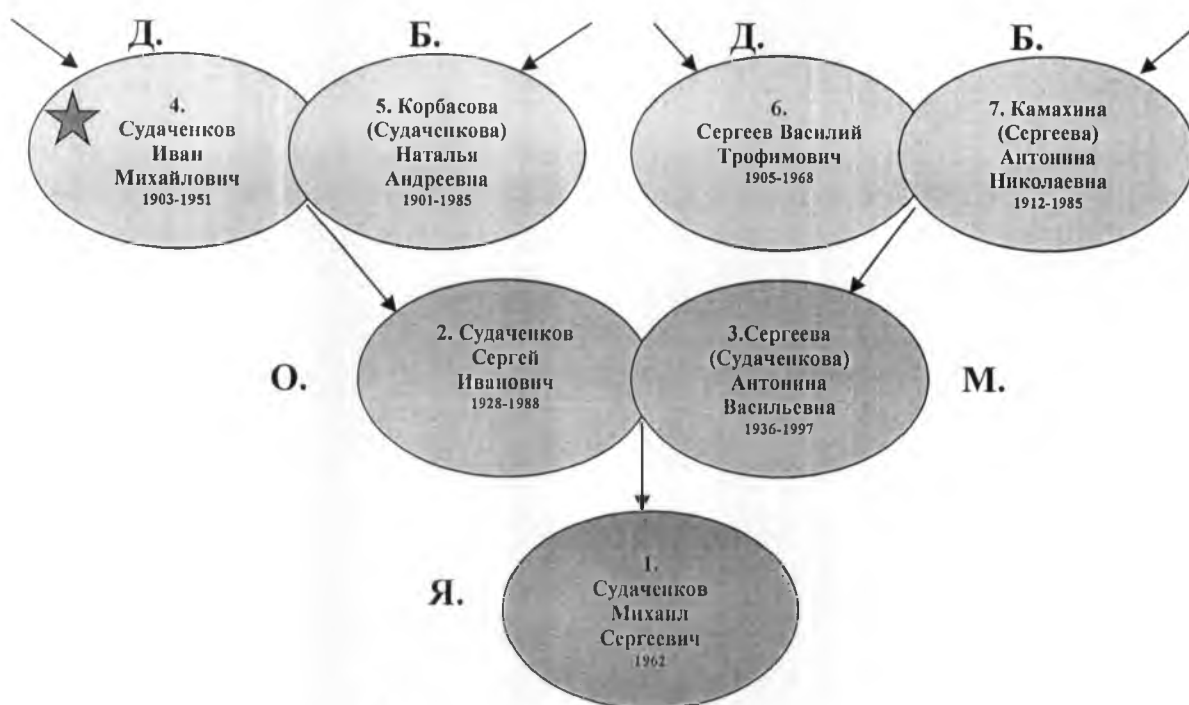 Д.
Б.
Д.
Б.
4.
Судаченков
Иван
Михайлович
1903-1951
5. Корбасова
(Судаченкова)
Наталья
Андреевна
1901-1985
6.
Сергеев Василий
Трофимович
1905-1968
7. Камахина
(Сергеева)
Антонина
Николаевна
1912-1985
О.
2. Судаченков
Сергей
Иванович
1928-1988
3.Сергеева
(Судаченкова)
Антонина
Васильевна
1936-1997
М.
Я.
1.
Судаченков
Михаил
Сергеевич
1962